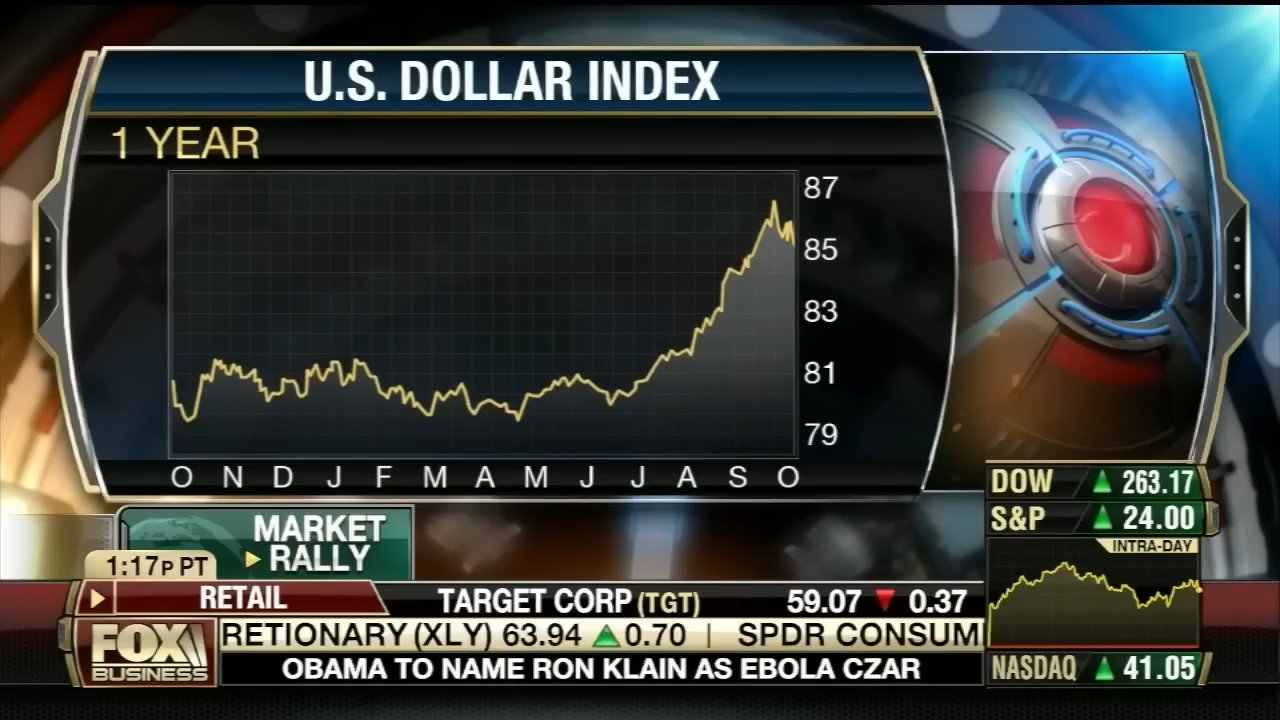 U.S. DOLLAR INDEX
1 YEAR
87
85
83
81
79
O N D J F M A M J J A S O
DOW ▲ 263.17
S&P ▲ 24.00
INTRA-DAY
NASDAQ ▲ 41.05
MARKET
▶ RALLY
1:17P PT
RETAIL
TARGET CORP (TGT) 59.07 ▼ 0.37
RETIONARY (XLY) 63.94 ▲ 0.70 | SPDR CONSUM
FOX
BUSINESS
OBAMA TO NAME RON KLAIN AS EBOLA CZAR